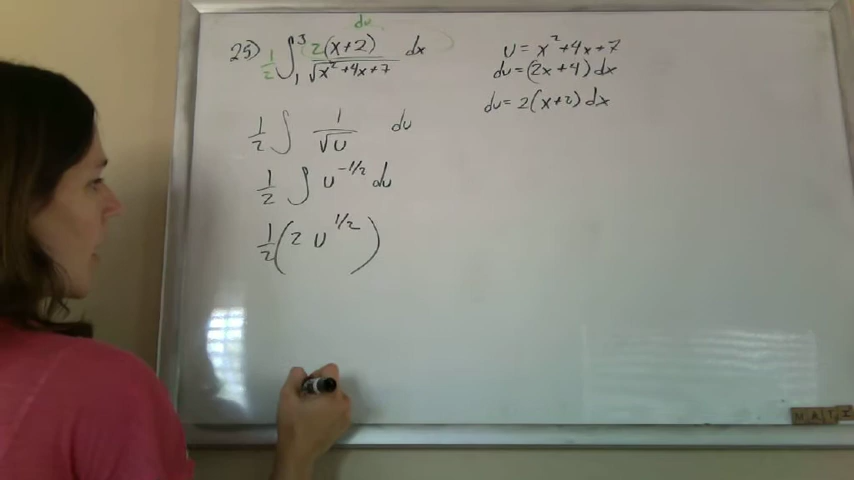 du
25) 1/2 ∫₁³ 2(x+2)/√(x²+4x+7) dx
u = x²+4x+7
du = (2x+4)dx
du = 2(x+2)dx
1/2 ∫ 1/√u du
1/2 ∫ u^(-1/2) du
1/2 (2 u^(1/2))
MATH